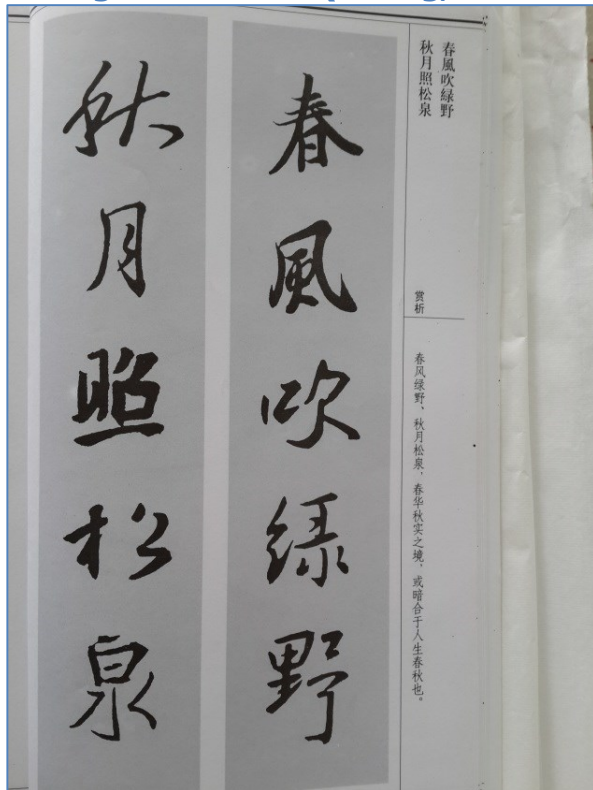 春風吹綠野
秋月照松泉
賞析
春风绿野、秋月松泉，春华秋实之境，或暗合于人生春秋也。
春風吹綠野
秋月照松泉